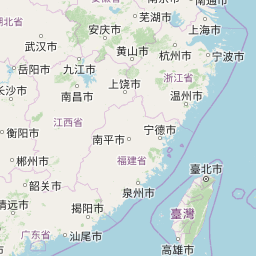 南京市
南通市
湖北省
芜湖市
上海市
安庆市
武汉市
黄山市
杭州市
宁波市
岳阳市
九江市
上饶市
浙江省
长沙市
南昌市
温州市
江西省
衡阳市
南平市
宁德市
福建省
郴州市
臺北市
韶关市
泉州市
清远市
揭阳市
臺灣
广东省
汕尾市
高雄市